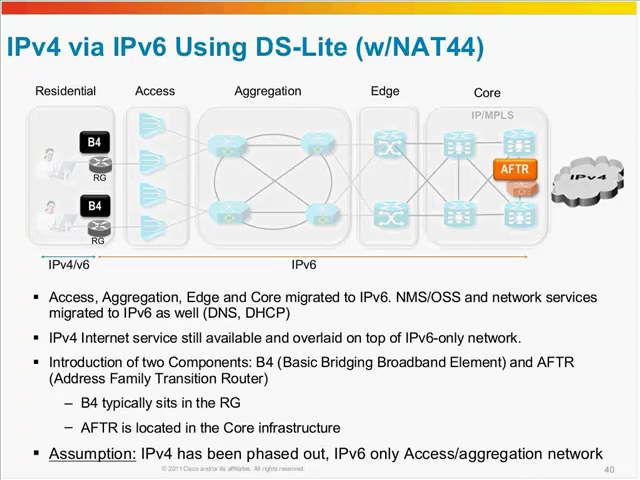 IPv4 via IPv6 Using DS-Lite (w/NAT44)
Residential Access Aggregation Edge Core
IP/MPLS
B4
RG
AFTR
IPv4
B4
RG
IPv4/v6 IPv6
▪ Access, Aggregation, Edge and Core migrated to IPv6. NMS/OSS and network services
migrated to IPv6 as well (DNS, DHCP)
▪ IPv4 Internet service still available and overlaid on top of IPv6-only network.
▪ Introduction of two Components: B4 (Basic Bridging Broadband Element) and AFTR
(Address Family Transition Router)
– B4 typically sits in the RG
– AFTR is located in the Core infrastructure
▪ Assumption: IPv4 has been phased out, IPv6 only Access/aggregation network
© 2011 Cisco and/or its affiliates. All rights reserved. 40